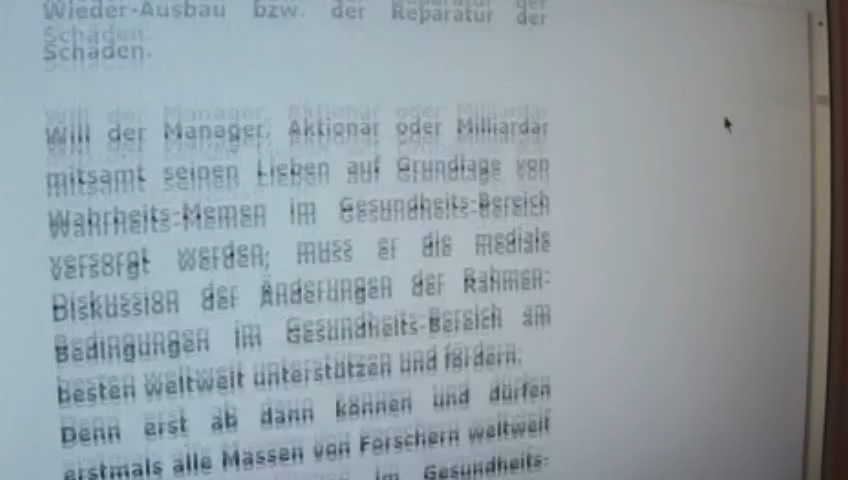 Wieder-Ausbau bzw. der Reparatur der
Schäden.
Will der Manager, Aktionär oder Milliardär
mitsamt seinen Lieben auf Grundlage von
Wahrheits-Memen im Gesundheits-Bereich
versorgt werden, muss er die mediale
Diskussion der Änderungen der Rahmen-
Bedingungen im Gesundheits-Bereich am
besten weltweit unterstützen und fördern.
Denn erst ab dann können und dürfen
erstmals alle Massen von Forschern weltweit
im Gesundheits-